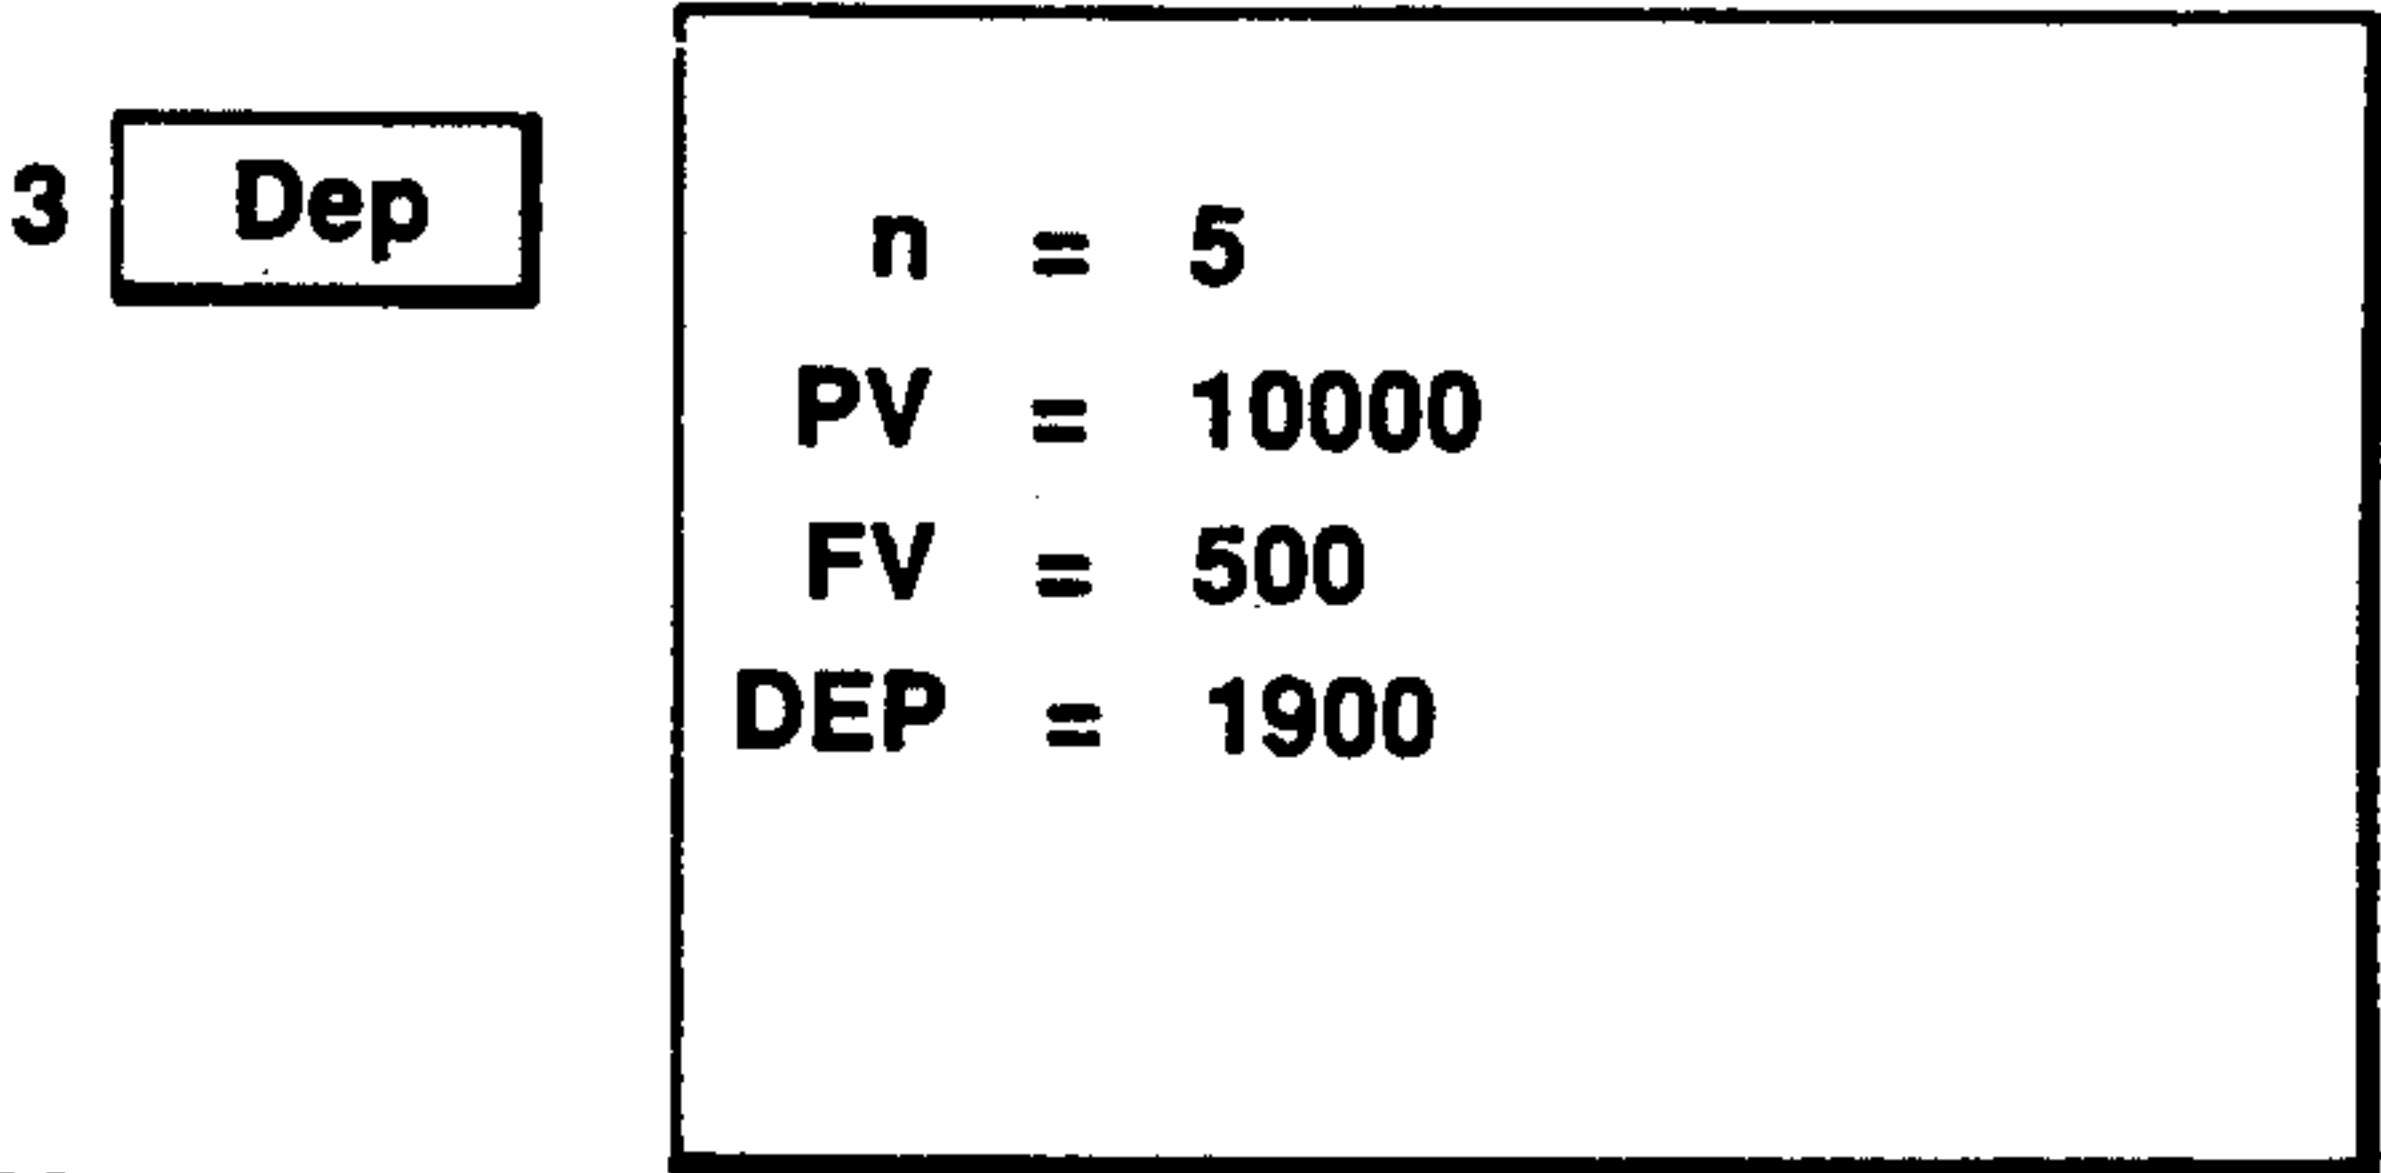 3 Dep
n = 5
PV = 10000
FV = 500
DEP = 1900